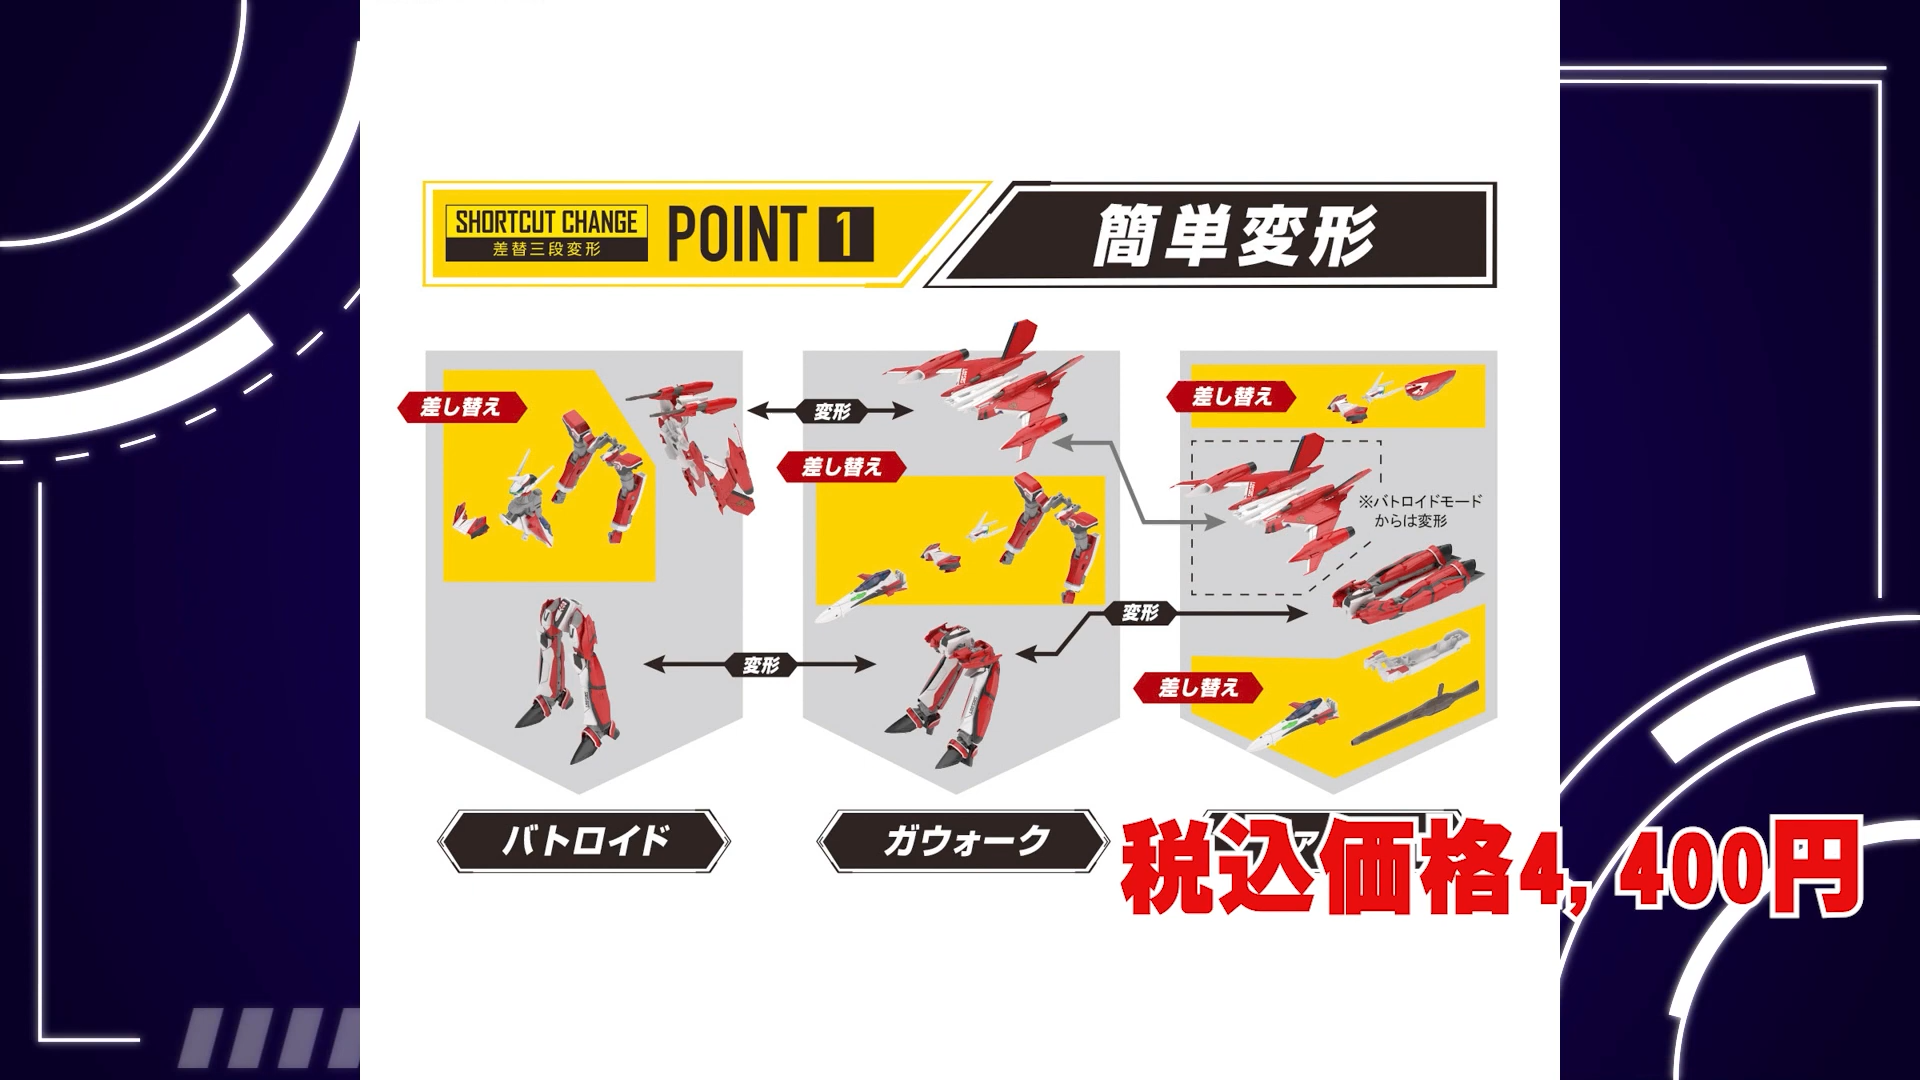 SHORTCUT CHANGE
差替三段変形
POINT 1
簡単変形
差し替え
変形
差し替え
差し替え
※バトロイドモード
からは変形
変形
変形
差し替え
バトロイド
ガウォーク
税込価格4,400円